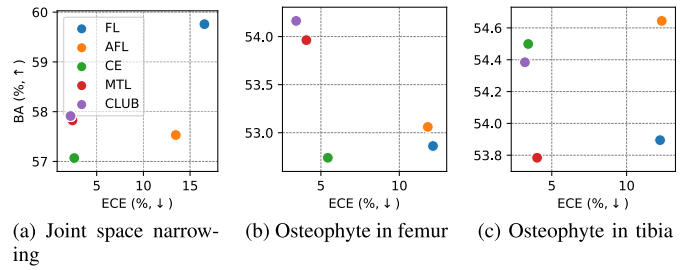 60
59
58
57
BA (%, ↑)
FL
AFL
CE
MTL
CLUB
5
10
15
ECE (%, ↓)
54.0
53.5
53.0
5
10
ECE (%, ↓)
54.6
54.4
54.2
54.0
53.8
5
10
ECE (%, ↓)
(a) Joint space narrow-
ing
(b) Osteophyte in femur
(c) Osteophyte in tibia